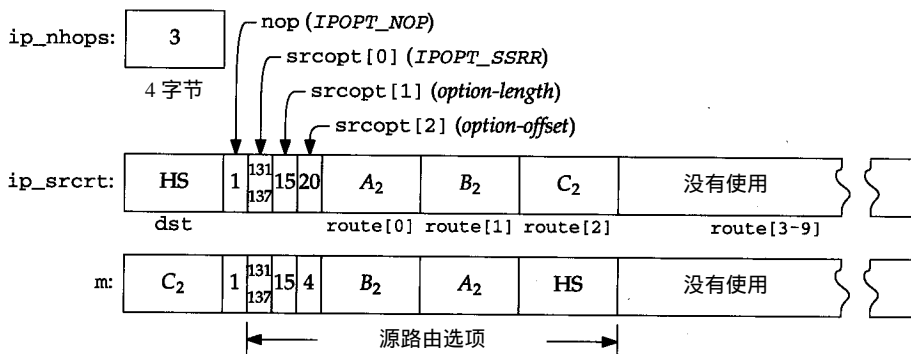 nop (IPOPT_NOP)
ip_nhops: 3
srcopt[0] (IPOPT_SSRR)
4 字节
srcopt[1] (option-length)
srcopt[2] (option-offset)
ip_srcrt: HS 1 131 137 15 20 A2 B2 C2 没有使用
dst route[0] route[1] route[2] route[3-9]
m: C2 1 131 137 15 4 B2 A2 HS 没有使用
源路由选项